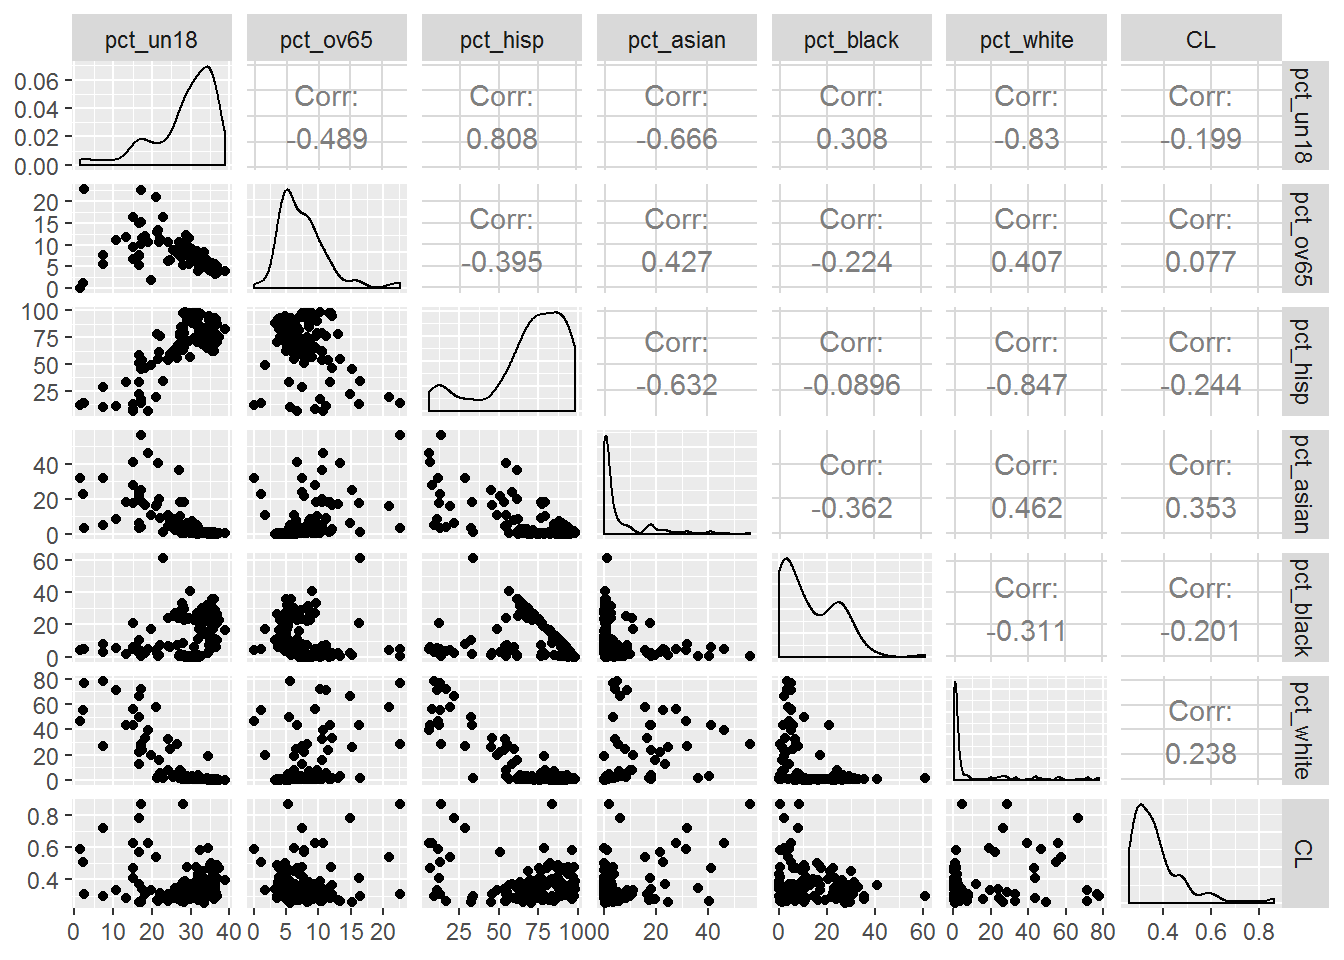 pct_un18 pct_ov65 pct_hisp pct_asian pct_black pct_white CL
0.06
0.04
0.02
0.00
Corr: Corr: Corr: Corr: Corr: Corr:
-0.489 0.808 -0.666 0.308 -0.83 -0.199
pct_un18
20
15
10
5
0
Corr: Corr: Corr: Corr: Corr:
-0.395 0.427 -0.224 0.407 0.077
pct_ov65
100
75
50
25
Corr: Corr: Corr: Corr:
-0.632 -0.0896 -0.847 -0.244
pct_hisp
40
20
0
Corr: Corr: Corr:
-0.362 0.462 0.353
pct_asian
60
40
20
0
Corr: Corr:
-0.311 -0.201
pct_black
80
60
40
20
0
Corr:
0.238
pct_white
0.8
0.6
0.4
CL
0 10 20 30 40 0 5 10 15 20 25 50 75 100 0 20 40 0 20 40 60 0 20 40 60 80 0.4 0.6 0.8